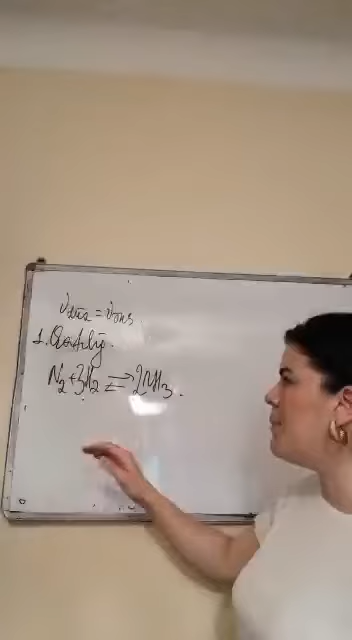 1. Qatılıq.
N₂+3H₂ ⇄ 2NH₃.